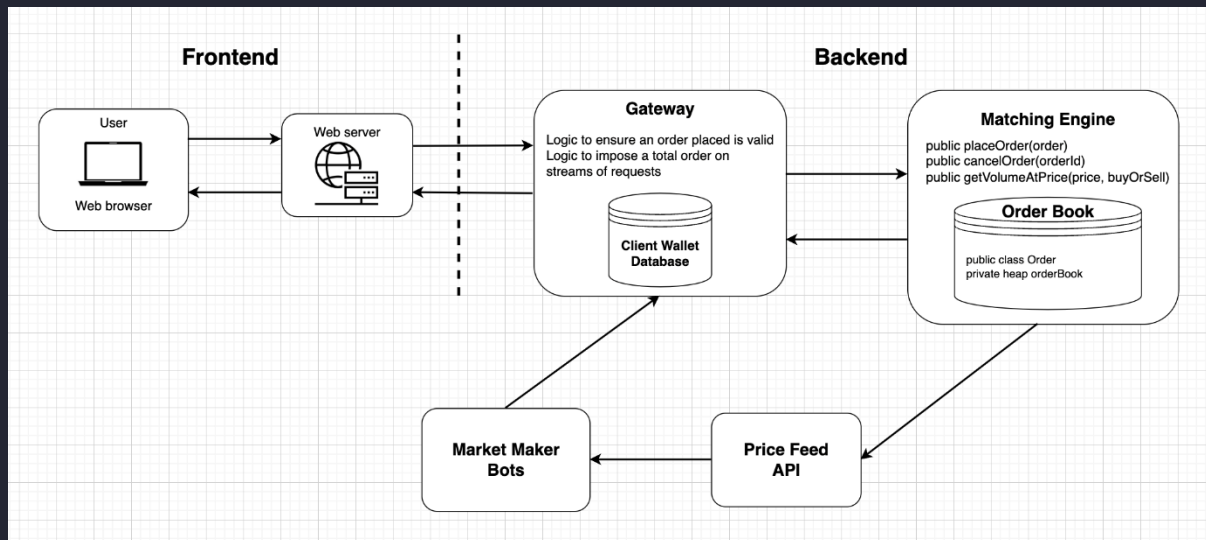 Frontend
Backend
User
Web browser
Web server
Gateway
Logic to ensure an order placed is valid
Logic to impose a total order on
streams of requests
Client Wallet
Database
Matching Engine
public placeOrder(order)
public cancelOrder(orderId)
public getVolumeAtPrice(price, buyOrSell)
Order Book
public class Order
private heap orderBook
Market Maker
Bots
Price Feed
API